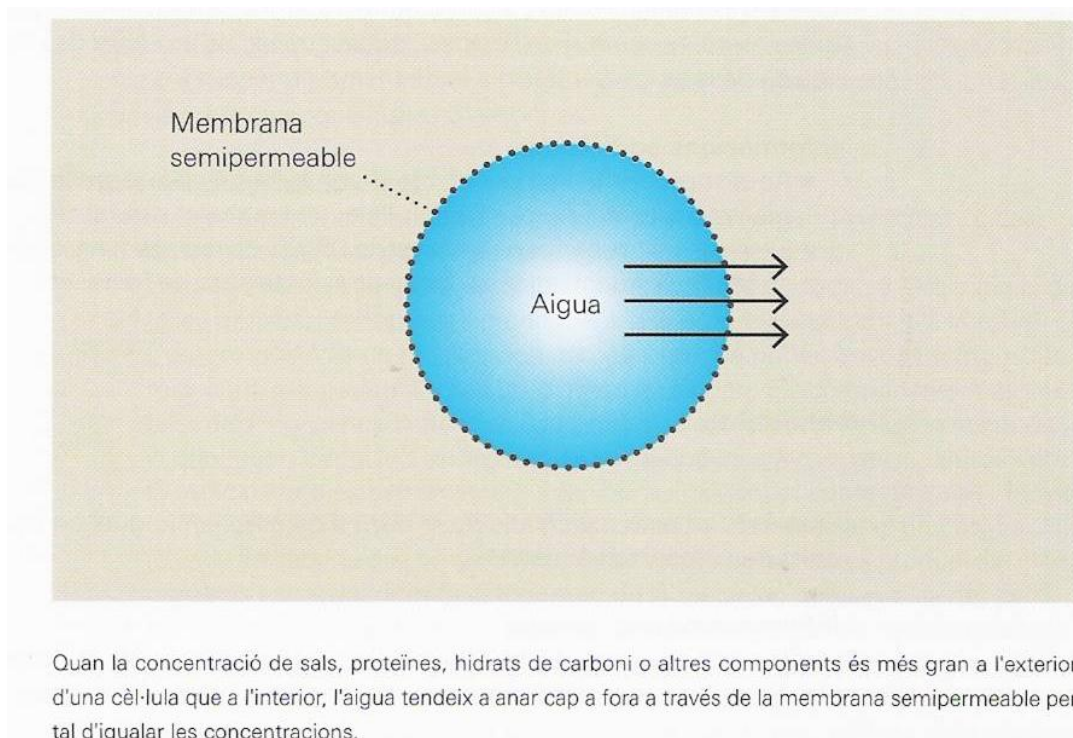 Membrana
semipermeable
Aigua
Quan la concentració de sals, proteïnes, hidrats de carboni o altres components és més gran a l'exterior
d'una cèl·lula que a l'interior, l'aigua tendeix a anar cap a fora a través de la membrana semipermeable per
tal d'igualar les concentracions.